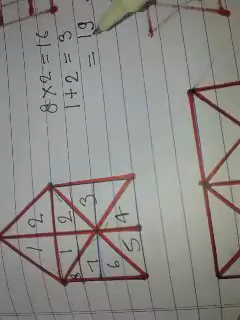 8 × 2 = 16
1 + 2 = 3
= 19
1 2
1 2 3
8 7 4
6 5